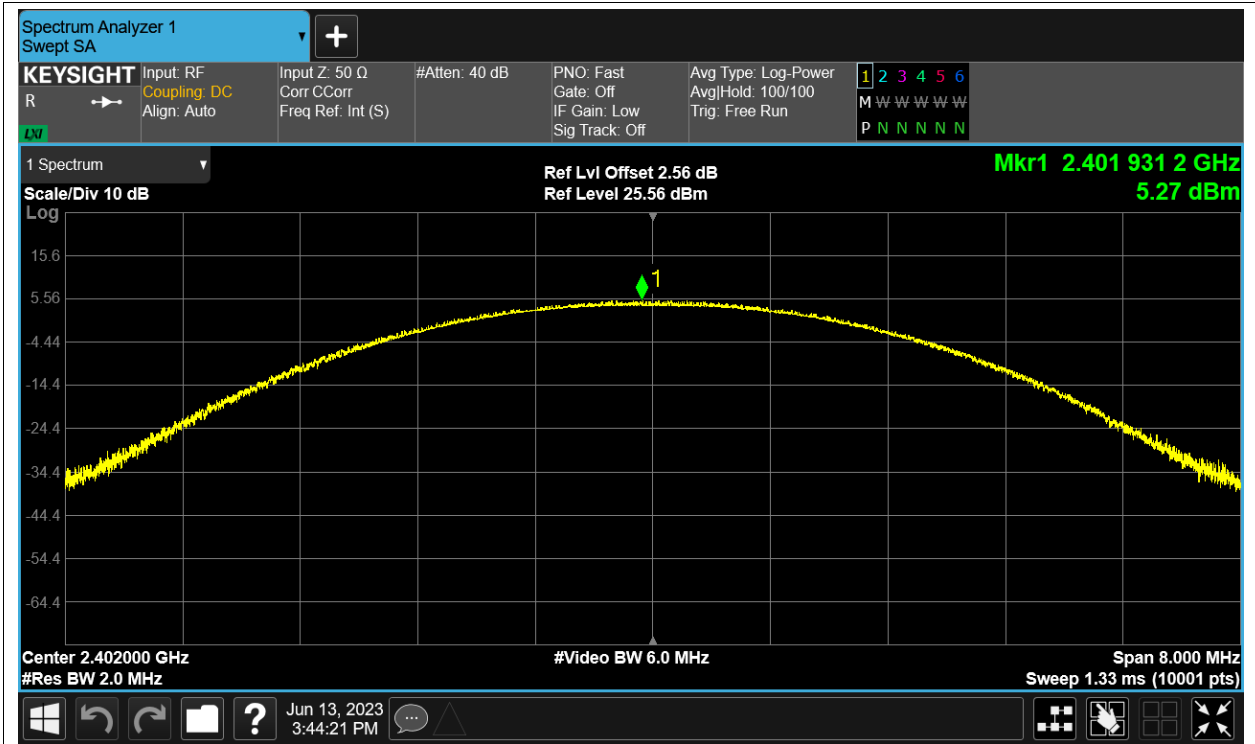 Spectrum Analyzer 1
Swept SA
KEYSIGHT
R
LXI
Input: RF
Coupling: DC
Align: Auto
Input Z: 50 Ω
Corr CCorr
Freq Ref: Int (S)
#Atten: 40 dB
PNO: Fast
Gate: Off
IF Gain: Low
Sig Track: Off
Avg Type: Log-Power
Avg|Hold: 100/100
Trig: Free Run
1 2 3 4 5 6
M W W W W W
P N N N N N
1 Spectrum
Scale/Div 10 dB
Log
Ref Lvl Offset 2.56 dB
Ref Level 25.56 dBm
Mkr1 2.401 931 2 GHz
5.27 dBm
15.6
5.56
-4.44
-14.4
-24.4
-34.4
-44.4
-54.4
-64.4
1
Center 2.402000 GHz
#Res BW 2.0 MHz
#Video BW 6.0 MHz
Span 8.000 MHz
Sweep 1.33 ms (10001 pts)
?
Jun 13, 2023
3:44:21 PM